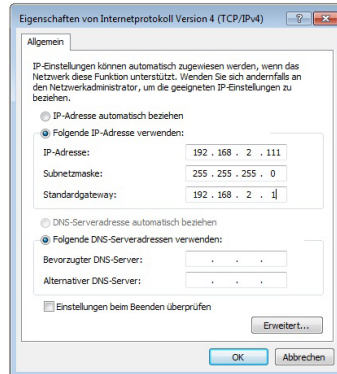 Eigenschaften von Internetprotokoll Version 4 (TCP/IPv4)
Allgemein
IP-Einstellungen können automatisch zugewiesen werden, wenn das
Netzwerk diese Funktion unterstützt. Wenden Sie sich andernfalls an
den Netzwerkadministrator, um die geeigneten IP-Einstellungen zu
beziehen.
IP-Adresse automatisch beziehen
Folgende IP-Adresse verwenden:
IP-Adresse: 192 . 168 . 2 . 111
Subnetzmaske: 255 . 255 . 255 . 0
Standardgateway: 192 . 168 . 2 . 1
DNS-Serveradresse automatisch beziehen
Folgende DNS-Serveradressen verwenden:
Bevorzugter DNS-Server: . . .
Alternativer DNS-Server: . . .
Einstellungen beim Beenden überprüfen
Erweitert...
OK Abbrechen